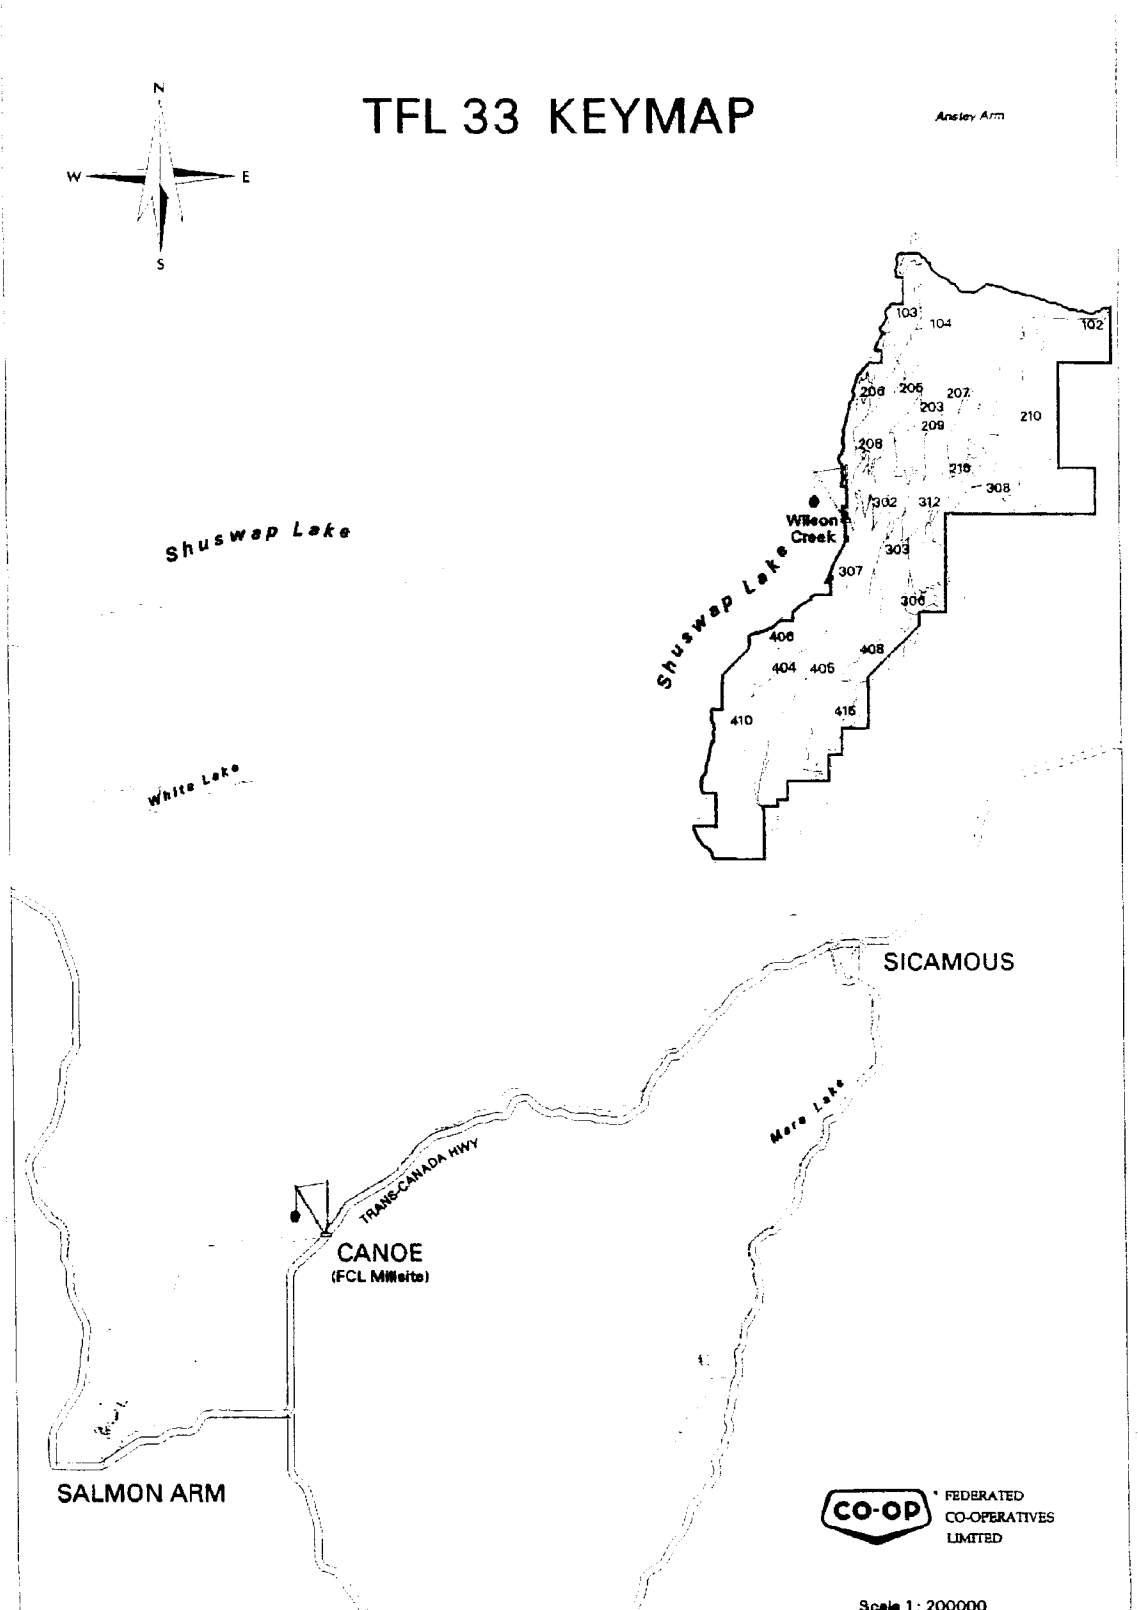 N
TFL 33 KEYMAP
Anstey Arm
W
E
S
103
104
102
206
205
207
203
210
209
208
215
308
302
312
Wilson
Creek
Shuswap Lake
303
307
Shuswap Lake
306
406
408
404
405
415
410
White Lake
SICAMOUS
Mara Lake
TRANS-CANADA HWY
CANOE
(FCL Millsite)
SALMON ARM
CO-OP
FEDERATED
CO-OPERATIVES
LIMITED
Scale 1 : 200000